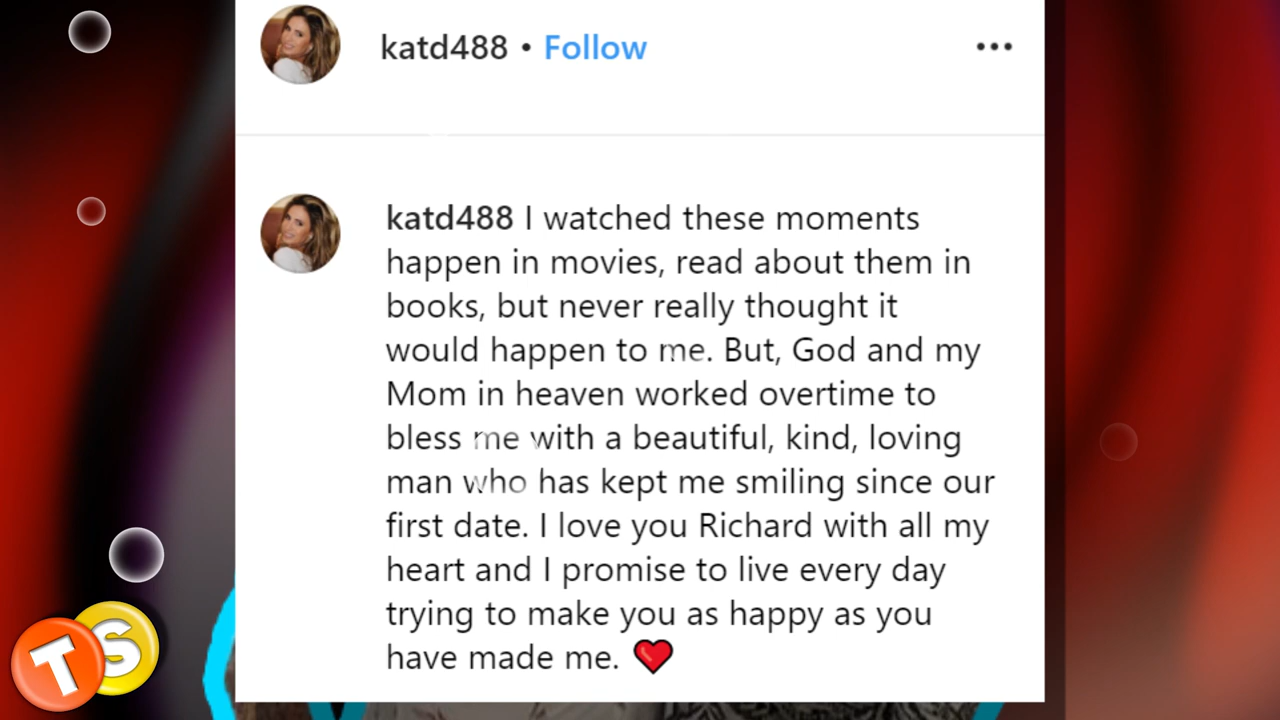 katd488 • Follow
katd488 I watched these moments
happen in movies, read about them in
books, but never really thought it
would happen to me. But, God and my
Mom in heaven worked overtime to
bless me with a beautiful, kind, loving
man who has kept me smiling since our
first date. I love you Richard with all my
heart and I promise to live every day
trying to make you as happy as you
have made me. ❤️
TS